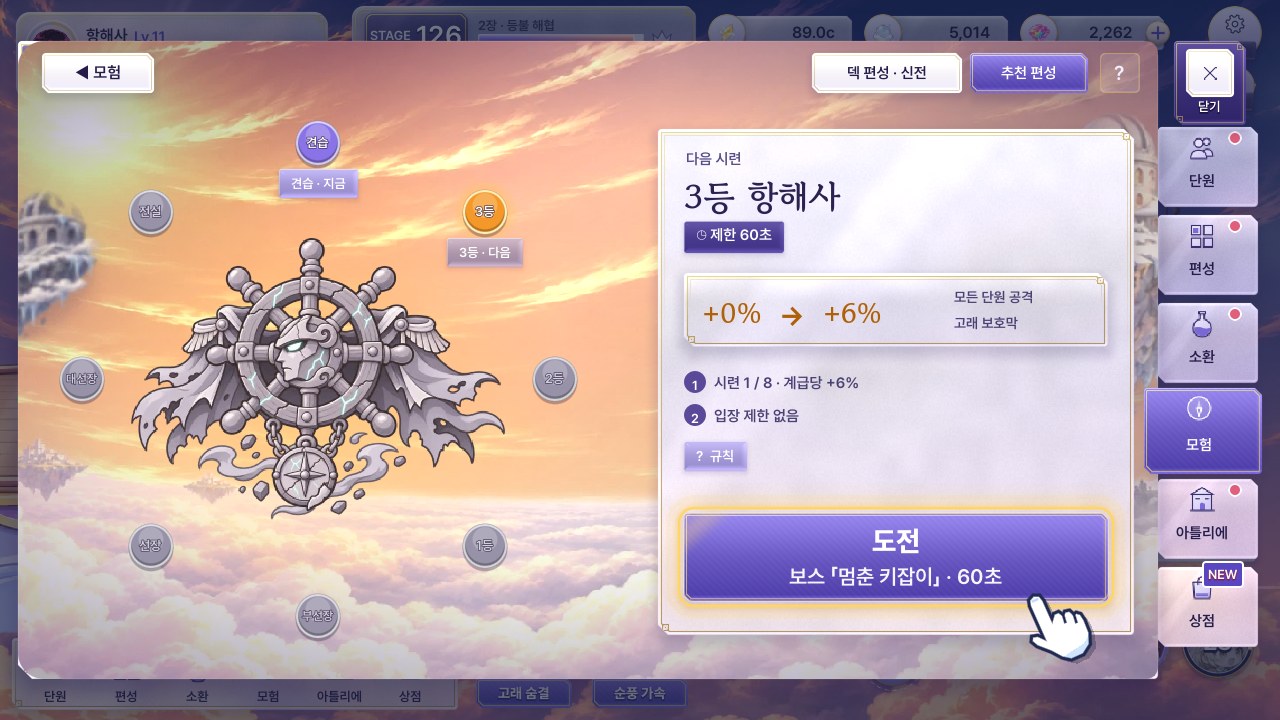 항해사 Lv.11
STAGE 126
2장 · 등불 해협
89.0c
5,014
2,262
◀ 모험
덱 편성 · 신전
추천 편성
?
닫기
견습
견습 · 지금
전설
3등
3등 · 다음
대선장
2등
선장
1등
부선장
다음 시련
3등 항해사
제한 60초
+0% → +6%
모든 단원 공격
고래 보호막
1 시련 1 / 8 · 계급당 +6%
2 입장 제한 없음
? 규칙
도전
보스 「멈춘 키잡이」 · 60초
단원
편성
소환
모험
아틀리에
NEW
상점
단원
편성
소환
모험
아틀리에
상점
고래 숨결
순풍 가속